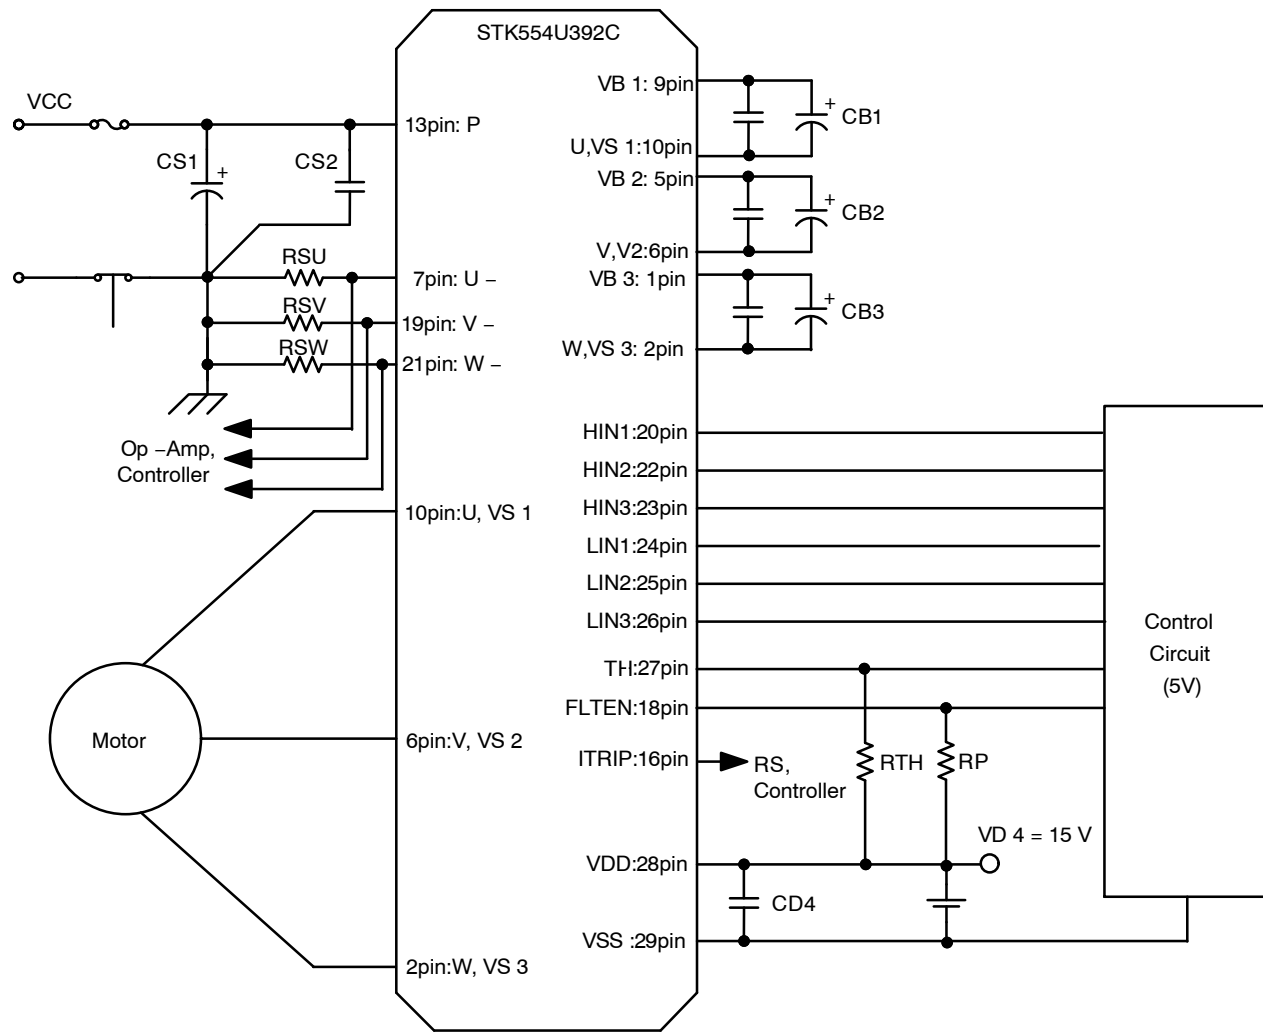 STK554U392C
VCC
CS1
+
CS2
RSU
RSV
RSW
13pin: P
7pin: U –
19pin: V –
21pin: W –
Op –Amp,
Controller
10pin:U, VS 1
6pin:V, VS 2
2pin:W, VS 3
Motor
VB 1: 9pin
U,VS 1:10pin
VB 2: 5pin
V,V2:6pin
VB 3: 1pin
W,VS 3: 2pin
+
CB1
+
CB2
+
CB3
HIN1:20pin
HIN2:22pin
HIN3:23pin
LIN1:24pin
LIN2:25pin
LIN3:26pin
TH:27pin
FLTEN:18pin
ITRIP:16pin
VDD:28pin
VSS :29pin
RS,
Controller
RTH
RP
VD 4 = 15 V
CD4
Control
Circuit
(5V)